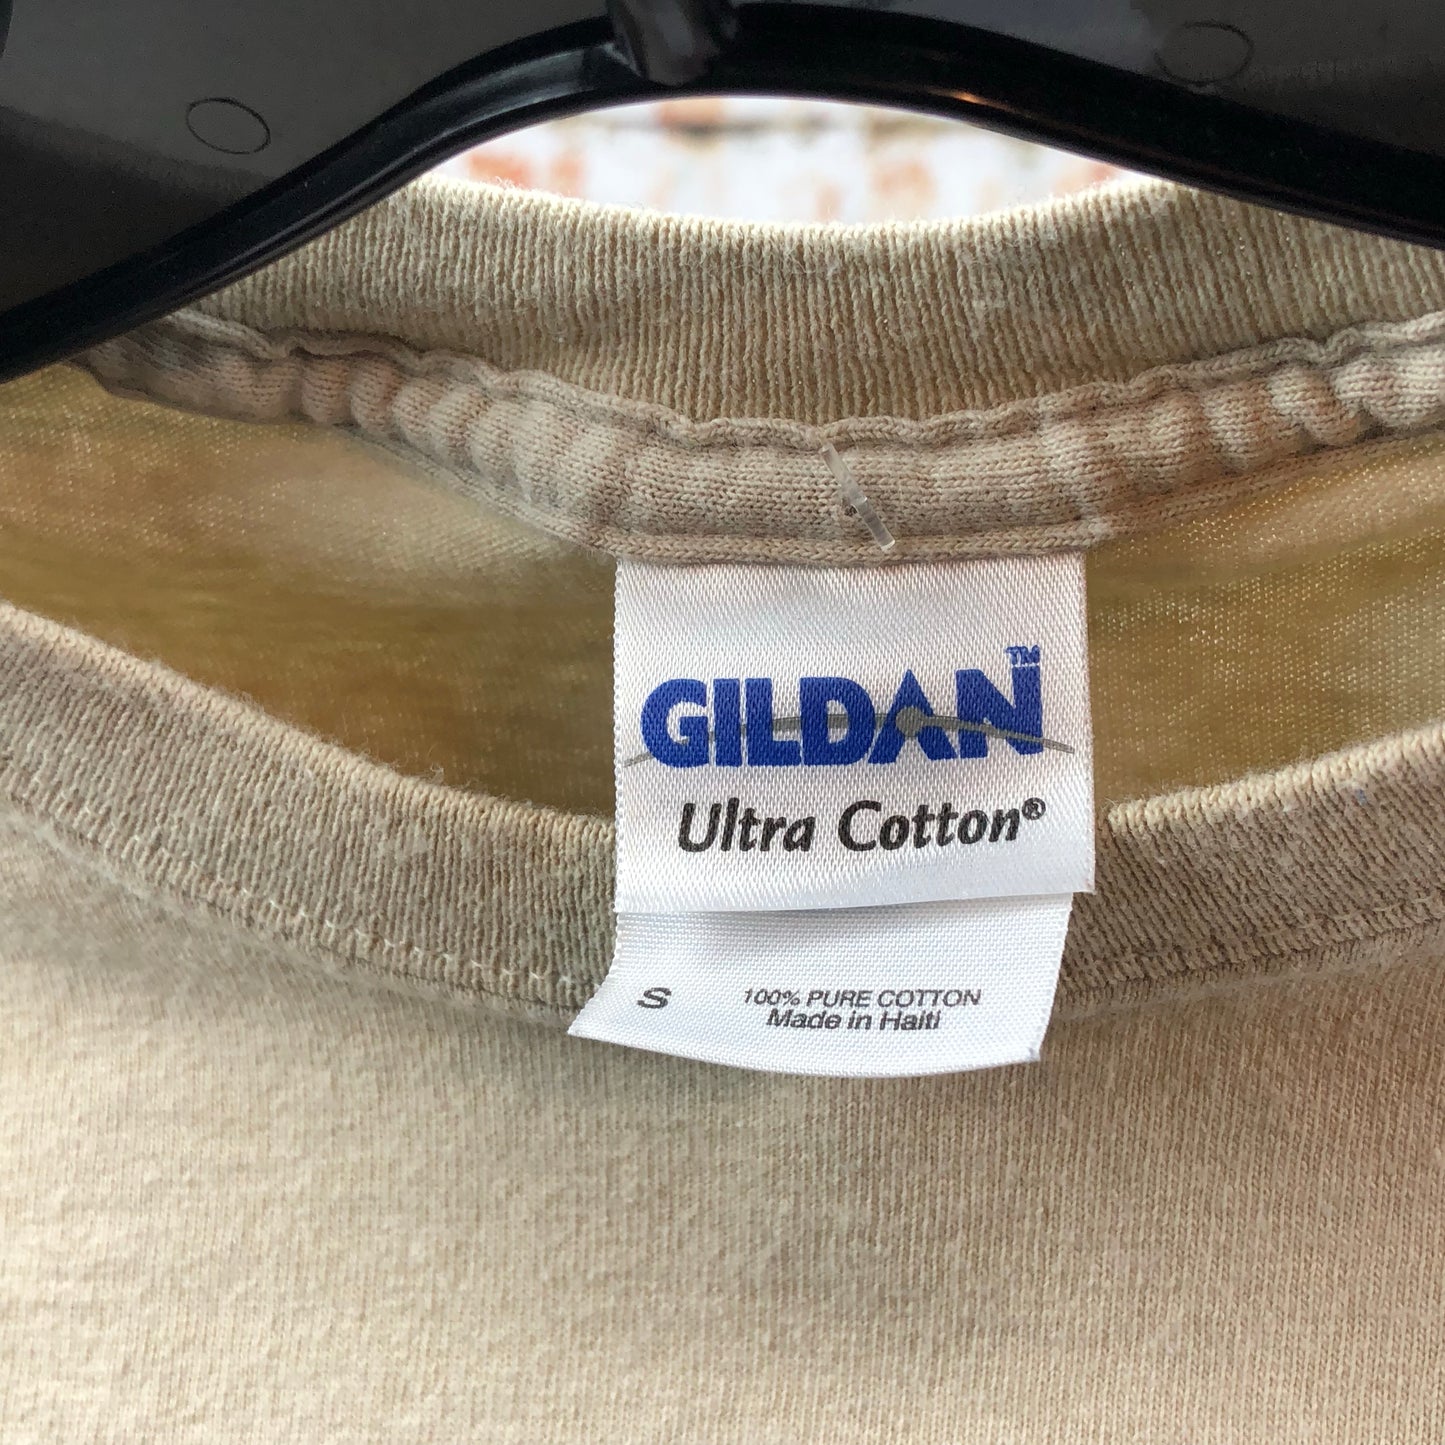 GILDAN™
Ultra Cotton®
S 100% PURE COTTON
Made in Haiti